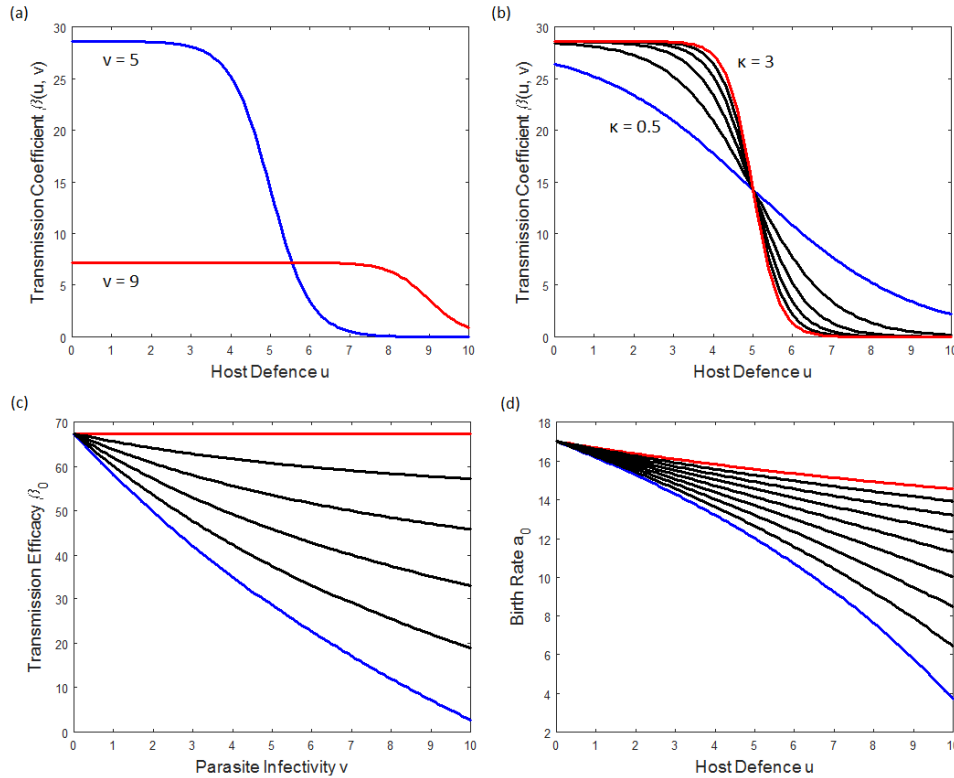 (a)
Transmission Coefficient β(u, v)
30
25
20
15
10
5
0
v = 5
v = 9
0 1 2 3 4 5 6 7 8 9 10
Host Defence u
(b)
Transmission Coefficient β(u, v)
30
25
20
15
10
5
0
κ = 3
κ = 0.5
0 1 2 3 4 5 6 7 8 9 10
Host Defence u
(c)
Transmission Efficacy β₀
70
60
50
40
30
20
10
0
0 1 2 3 4 5 6 7 8 9 10
Parasite Infectivity v
(d)
Birth Rate a₀
18
16
14
12
10
8
6
4
2
0 1 2 3 4 5 6 7 8 9 10
Host Defence u